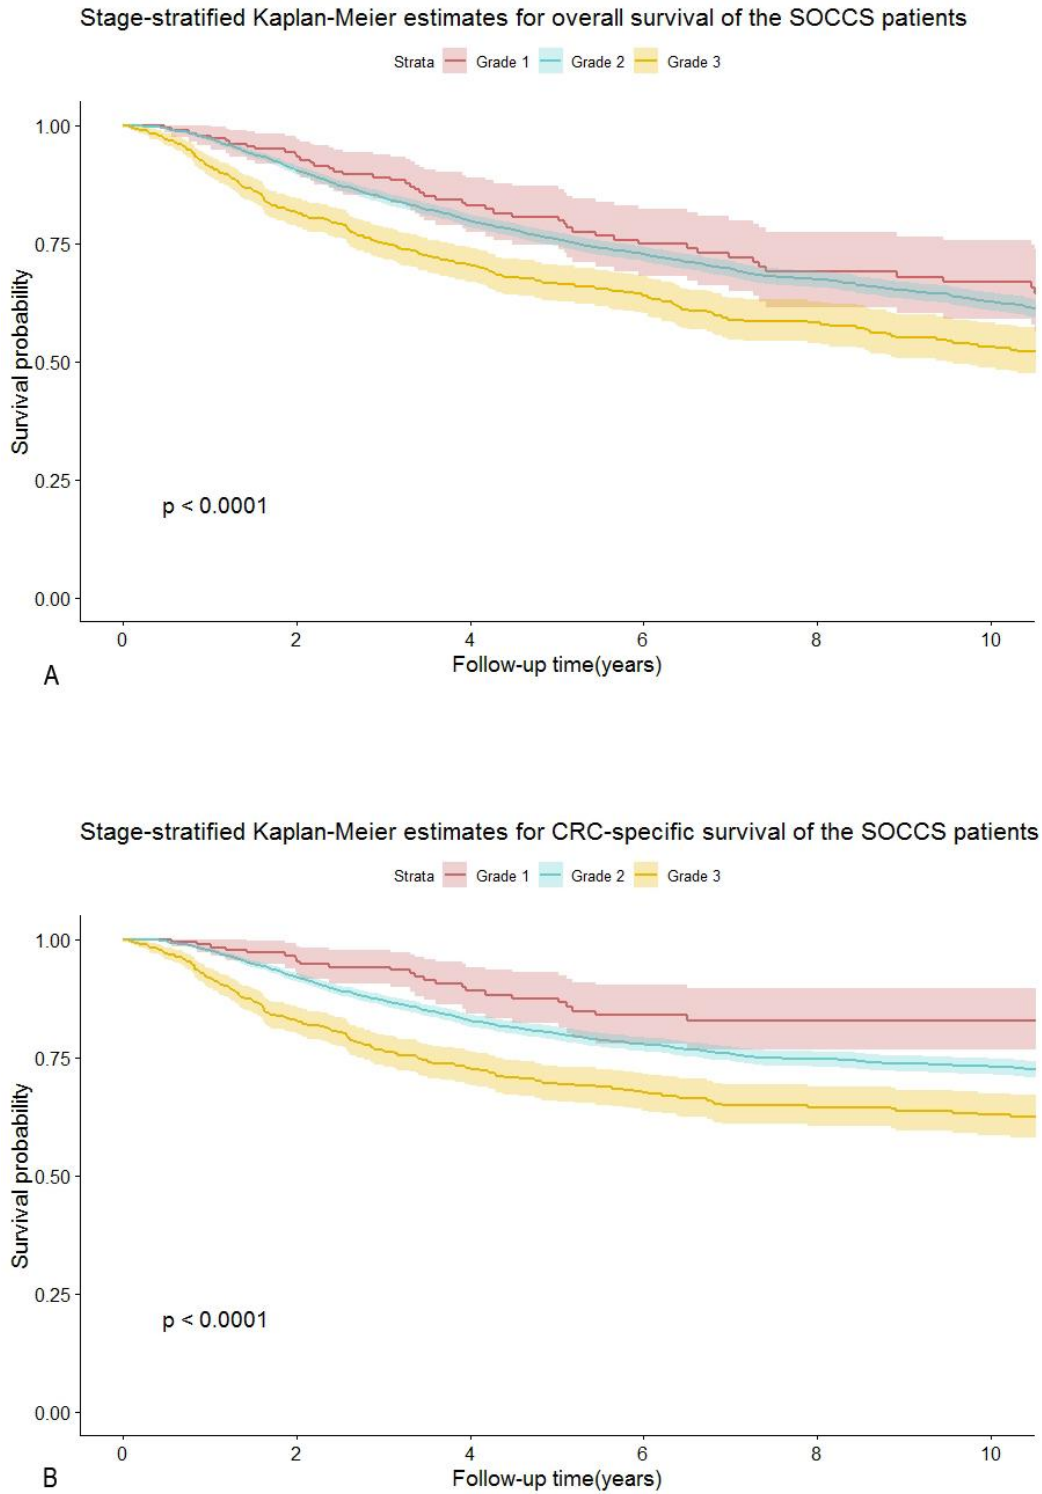 Stage-stratified Kaplan-Meier estimates for overall survival of the SOCCS patients
Strata Grade 1 Grade 2 Grade 3
1.00
0.75
0.50
0.25
0.00
Survival probability
p < 0.0001
0 2 4 6 8 10
Follow-up time(years)
A
Stage-stratified Kaplan-Meier estimates for CRC-specific survival of the SOCCS patients
Strata Grade 1 Grade 2 Grade 3
1.00
0.75
0.50
0.25
0.00
Survival probability
p < 0.0001
0 2 4 6 8 10
Follow-up time(years)
B